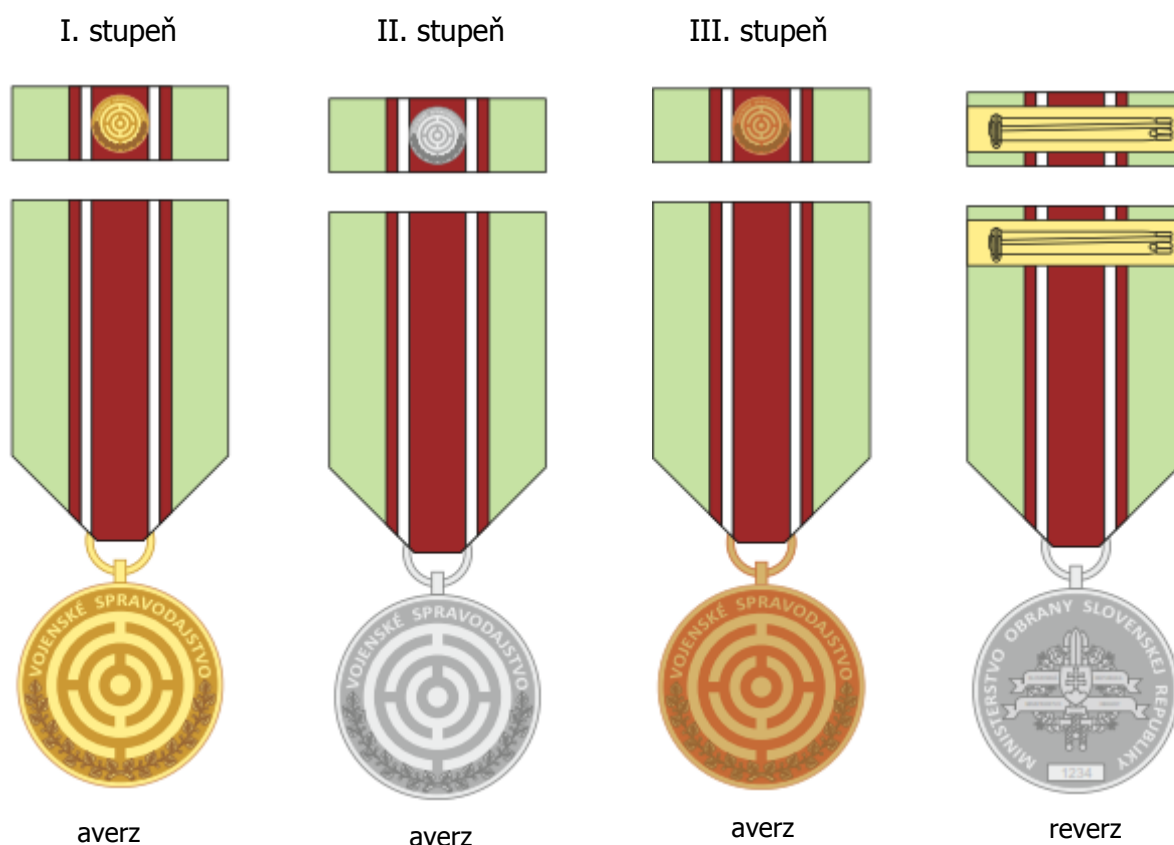 I. stupeň
II. stupeň
III. stupeň
VOJENSKÉ SPRAVODAJSTVO
VOJENSKÉ SPRAVODAJSTVO
VOJENSKÉ SPRAVODAJSTVO
MINISTERSTVO OBRANY SLOVENSKEJ REPUBLIKY
1234
averz
averz
averz
reverz